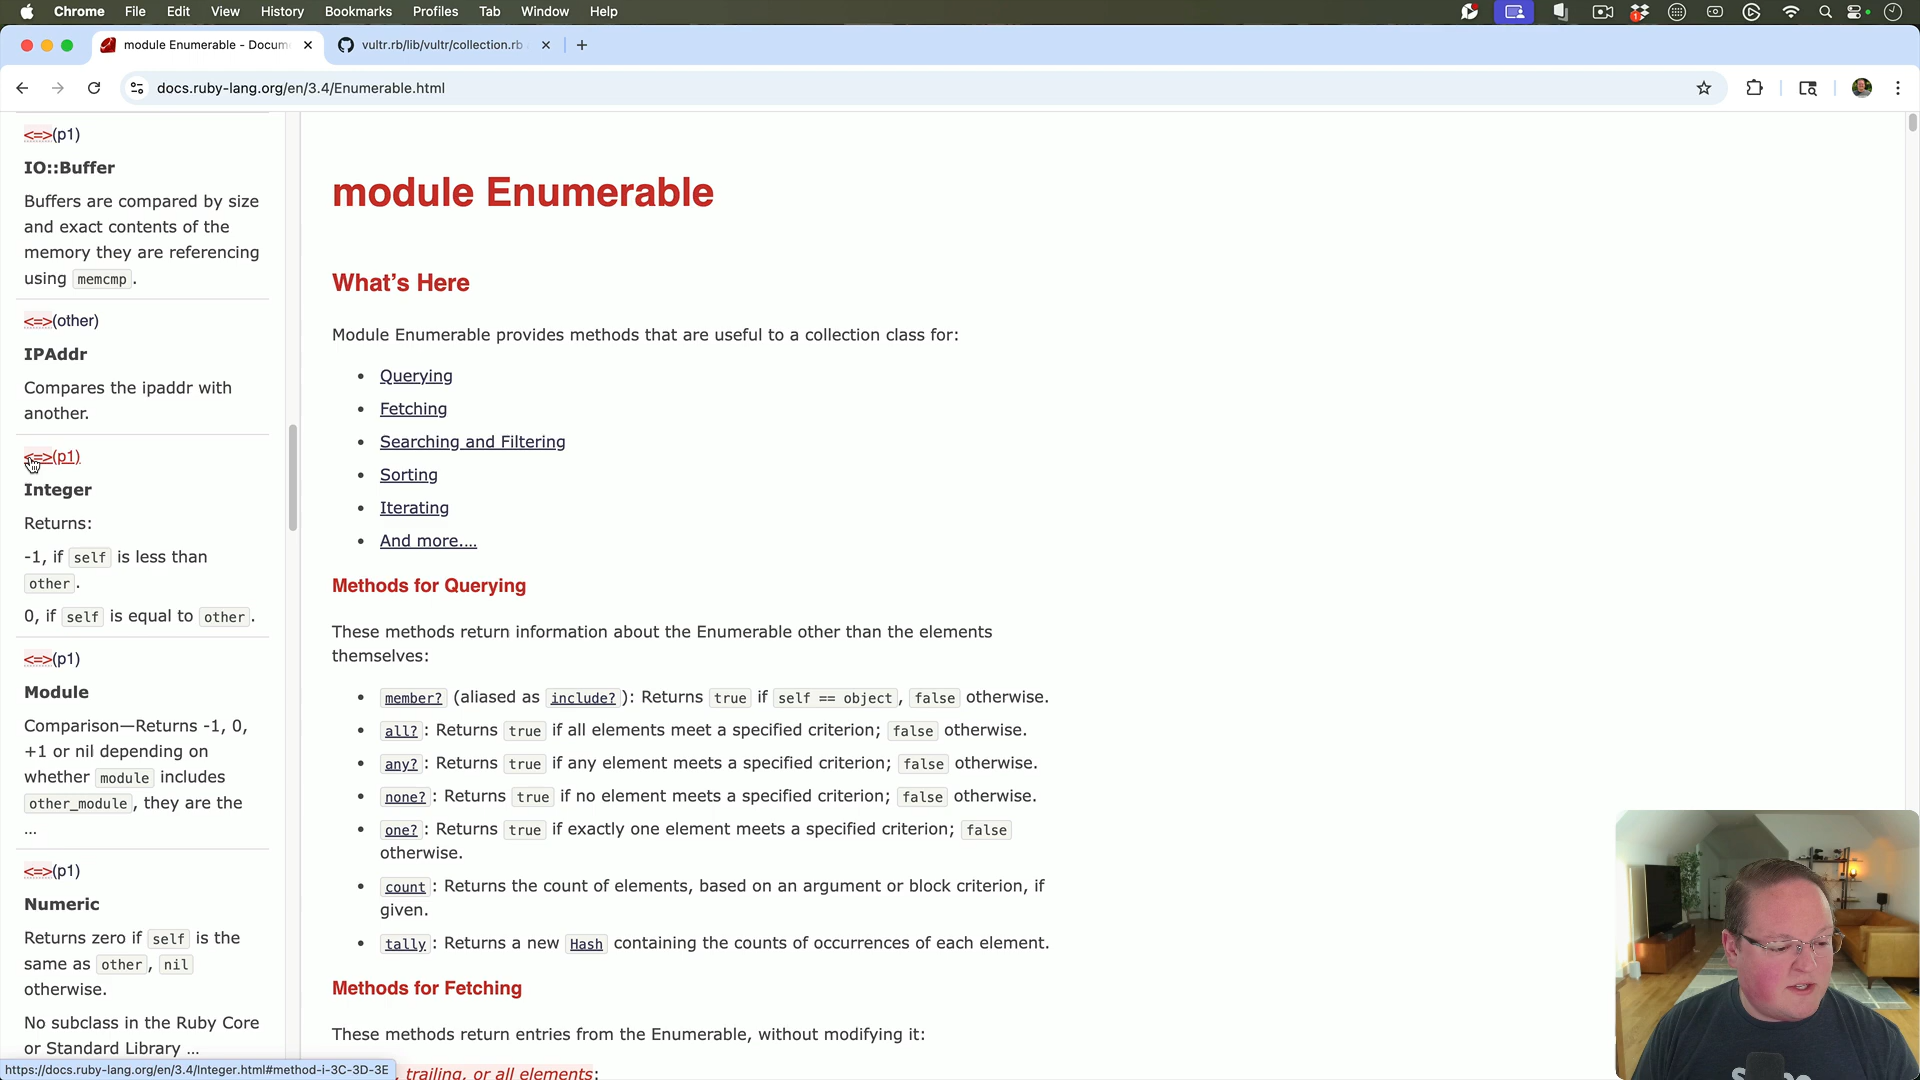 Chrome File Edit View History Bookmarks Profiles Tab Window Help
module Enumerable - Docum
vultr.rb/lib/vultr/collection.rb
docs.ruby-lang.org/en/3.4/Enumerable.html
<=>(p1)
IO::Buffer
Buffers are compared by size
and exact contents of the
memory they are referencing
using memcmp.
<=>(other)
IPAddr
Compares the ipaddr with
another.
<=>(p1)
Integer
Returns:
-1, if self is less than
other.
0, if self is equal to other.
<=>(p1)
Module
Comparison—Returns -1, 0,
+1 or nil depending on
whether module includes
other_module, they are the
...
<=>(p1)
Numeric
Returns zero if self is the
same as other, nil
otherwise.
No subclass in the Ruby Core
or Standard Library ...
https://docs.ruby-lang.org/en/3.4/Integer.html#method-i-3C-3D-3E
module Enumerable
What’s Here
Module Enumerable provides methods that are useful to a collection class for:
• Querying
• Fetching
• Searching and Filtering
• Sorting
• Iterating
• And more....
Methods for Querying
These methods return information about the Enumerable other than the elements
themselves:
• member? (aliased as include?): Returns true if self == object, false otherwise.
• all?: Returns true if all elements meet a specified criterion; false otherwise.
• any?: Returns true if any element meets a specified criterion; false otherwise.
• none?: Returns true if no element meets a specified criterion; false otherwise.
• one?: Returns true if exactly one element meets a specified criterion; false
otherwise.
• count: Returns the count of elements, based on an argument or block criterion, if
given.
• tally: Returns a new Hash containing the counts of occurrences of each element.
Methods for Fetching
These methods return entries from the Enumerable, without modifying it:
, trailing, or all elements: